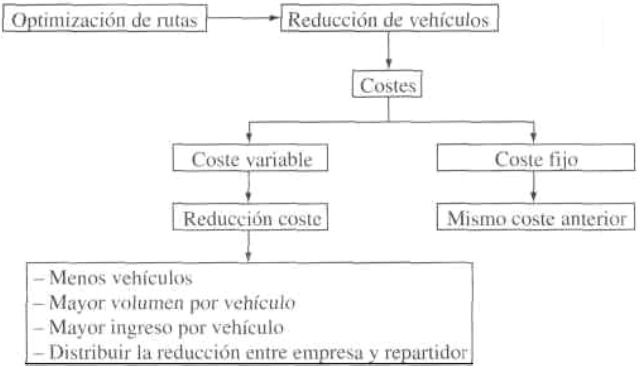 Optimización de rutas
Reducción de vehículos
Costes
Coste variable
Coste fijo
Reducción coste
Mismo coste anterior
– Menos vehículos
– Mayor volumen por vehículo
– Mayor ingreso por vehículo
– Distribuir la reducción entre empresa y repartidor